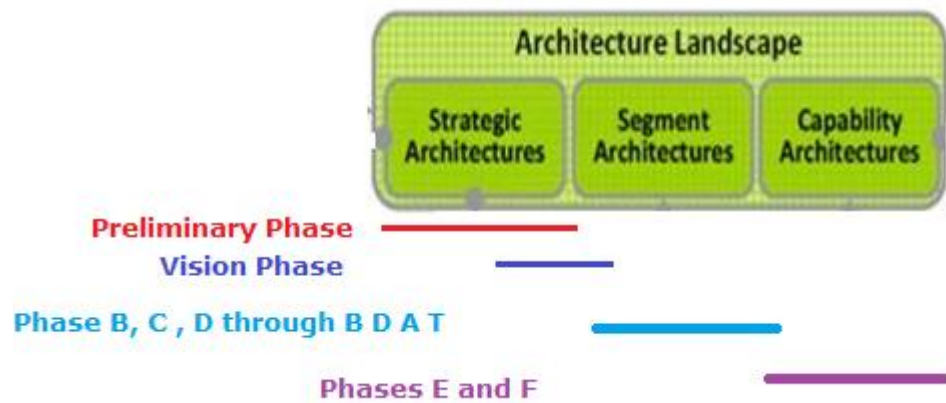 Architecture Landscape
Strategic Architectures
Segment Architectures
Capability Architectures
Preliminary Phase
Vision Phase
Phase B, C , D through B D A T
Phases E and F